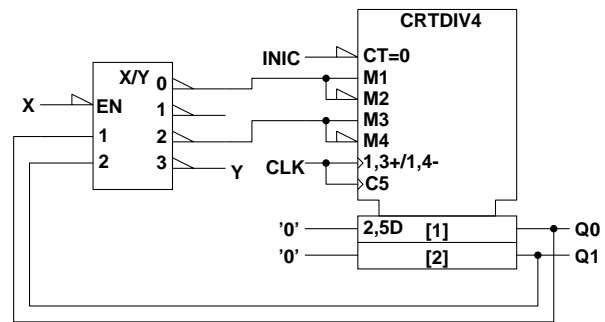 CRTDIV4
INIC
CT=0
X/Y
0
M1
M2
X
EN
1
M3
1
2
M4
2
3
Y
CLK
1,3+/1,4-
C5
'0'
2,5D
[1]
Q0
'0'
[2]
Q1